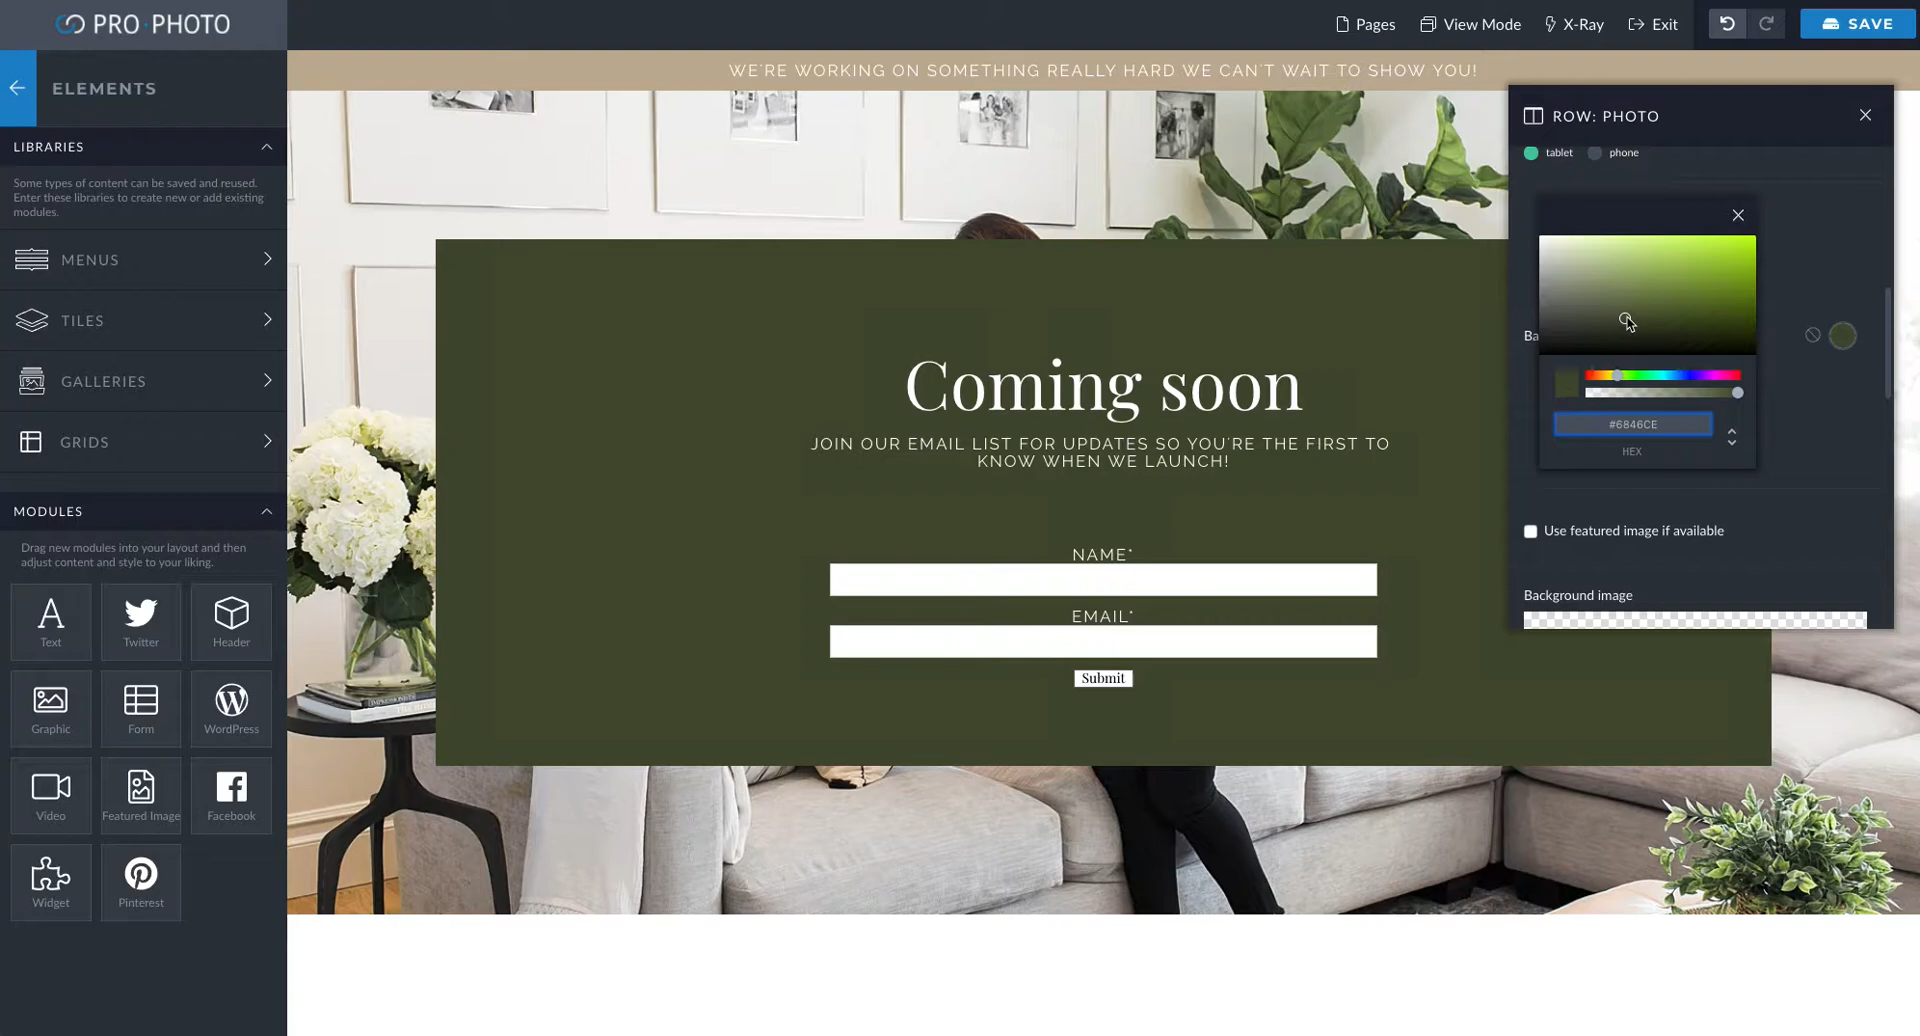 PRO·PHOTO
Pages
View Mode
X-Ray
Exit
SAVE
ELEMENTS
LIBRARIES
Some types of content can be saved and reused.
Enter these libraries to create new or add existing
modules.
MENUS
TILES
GALLERIES
GRIDS
MODULES
Drag new modules into your layout and then
adjust content and style to your liking.
Text
Twitter
Header
Graphic
Form
WordPress
Video
Featured Image
Facebook
Widget
Pinterest
WE'RE WORKING ON SOMETHING REALLY HARD WE CAN'T WAIT TO SHOW YOU!
Coming soon
JOIN OUR EMAIL LIST FOR UPDATES SO YOU'RE THE FIRST TO
KNOW WHEN WE LAUNCH!
NAME*
EMAIL*
Submit
ROW: PHOTO
tablet
phone
Ba
#6846CE
HEX
Use featured image if available
Background image